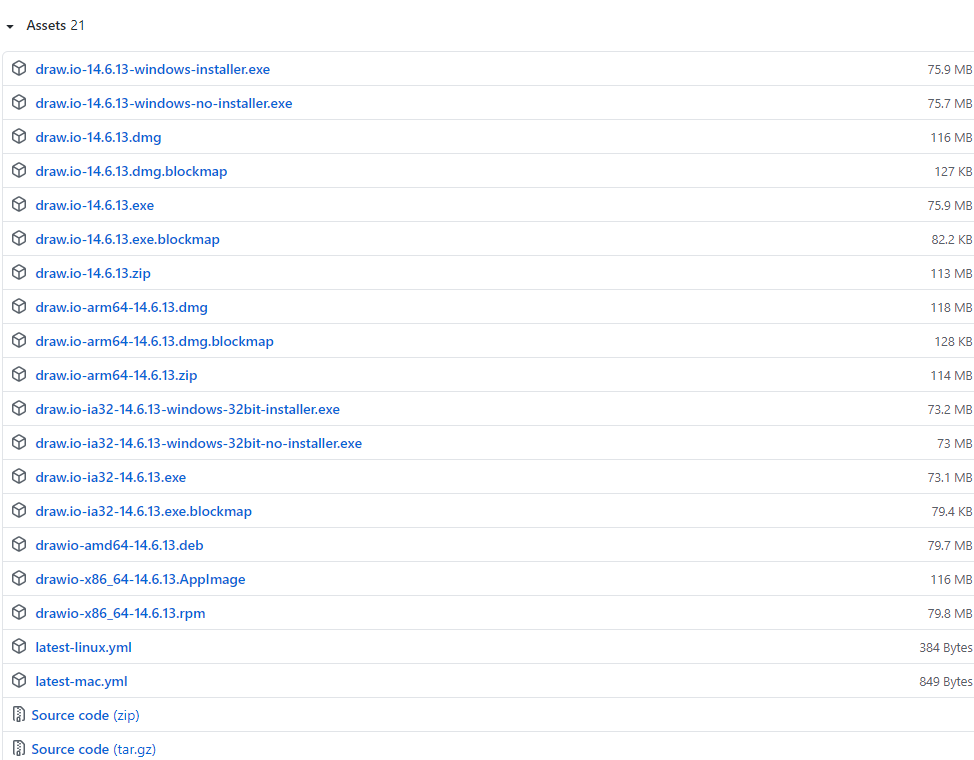 Assets 21
draw.io-14.6.13-windows-installer.exe 75.9 MB
draw.io-14.6.13-windows-no-installer.exe 75.7 MB
draw.io-14.6.13.dmg 116 MB
draw.io-14.6.13.dmg.blockmap 127 KB
draw.io-14.6.13.exe 75.9 MB
draw.io-14.6.13.exe.blockmap 82.2 KB
draw.io-14.6.13.zip 113 MB
draw.io-arm64-14.6.13.dmg 118 MB
draw.io-arm64-14.6.13.dmg.blockmap 128 KB
draw.io-arm64-14.6.13.zip 114 MB
draw.io-ia32-14.6.13-windows-32bit-installer.exe 73.2 MB
draw.io-ia32-14.6.13-windows-32bit-no-installer.exe 73 MB
draw.io-ia32-14.6.13.exe 73.1 MB
draw.io-ia32-14.6.13.exe.blockmap 79.4 KB
drawio-amd64-14.6.13.deb 79.7 MB
drawio-x86_64-14.6.13.AppImage 116 MB
drawio-x86_64-14.6.13.rpm 79.8 MB
latest-linux.yml 384 Bytes
latest-mac.yml 849 Bytes
Source code (zip)
Source code (tar.gz)